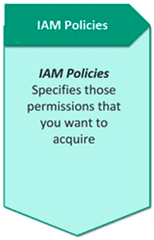 IAM Policies
IAM Policies
Specifies those
permissions that
you want to
acquire